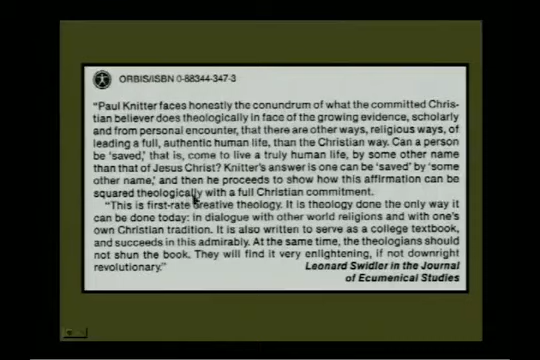 ORBIS/ISBN 0-88344-347-3
"Paul Knitter faces honestly the conundrum of what the committed Chris-
tian believer does theologically in face of the growing evidence, scholarly
and from personal encounter, that there are other ways, religious ways, of
leading a full, authentic human life, than the Christian way. Can a person
be 'saved,' that is, come to live a truly human life, by some other name
than that of Jesus Christ? Knitter's answer is one can be 'saved' by 'some
other name,' and then he proceeds to show how this affirmation can be
squared theologically with a full Christian commitment.
"This is first-rate creative theology. It is theology done the only way it
can be done today: in dialogue with other world religions and with one's
own Christian tradition. It is also written to serve as a college textbook,
and succeeds in this admirably. At the same time, the theologians should
not shun the book. They will find it very enlightening, if not downright
revolutionary." Leonard Swidler in the Journal
of Ecumenical Studies